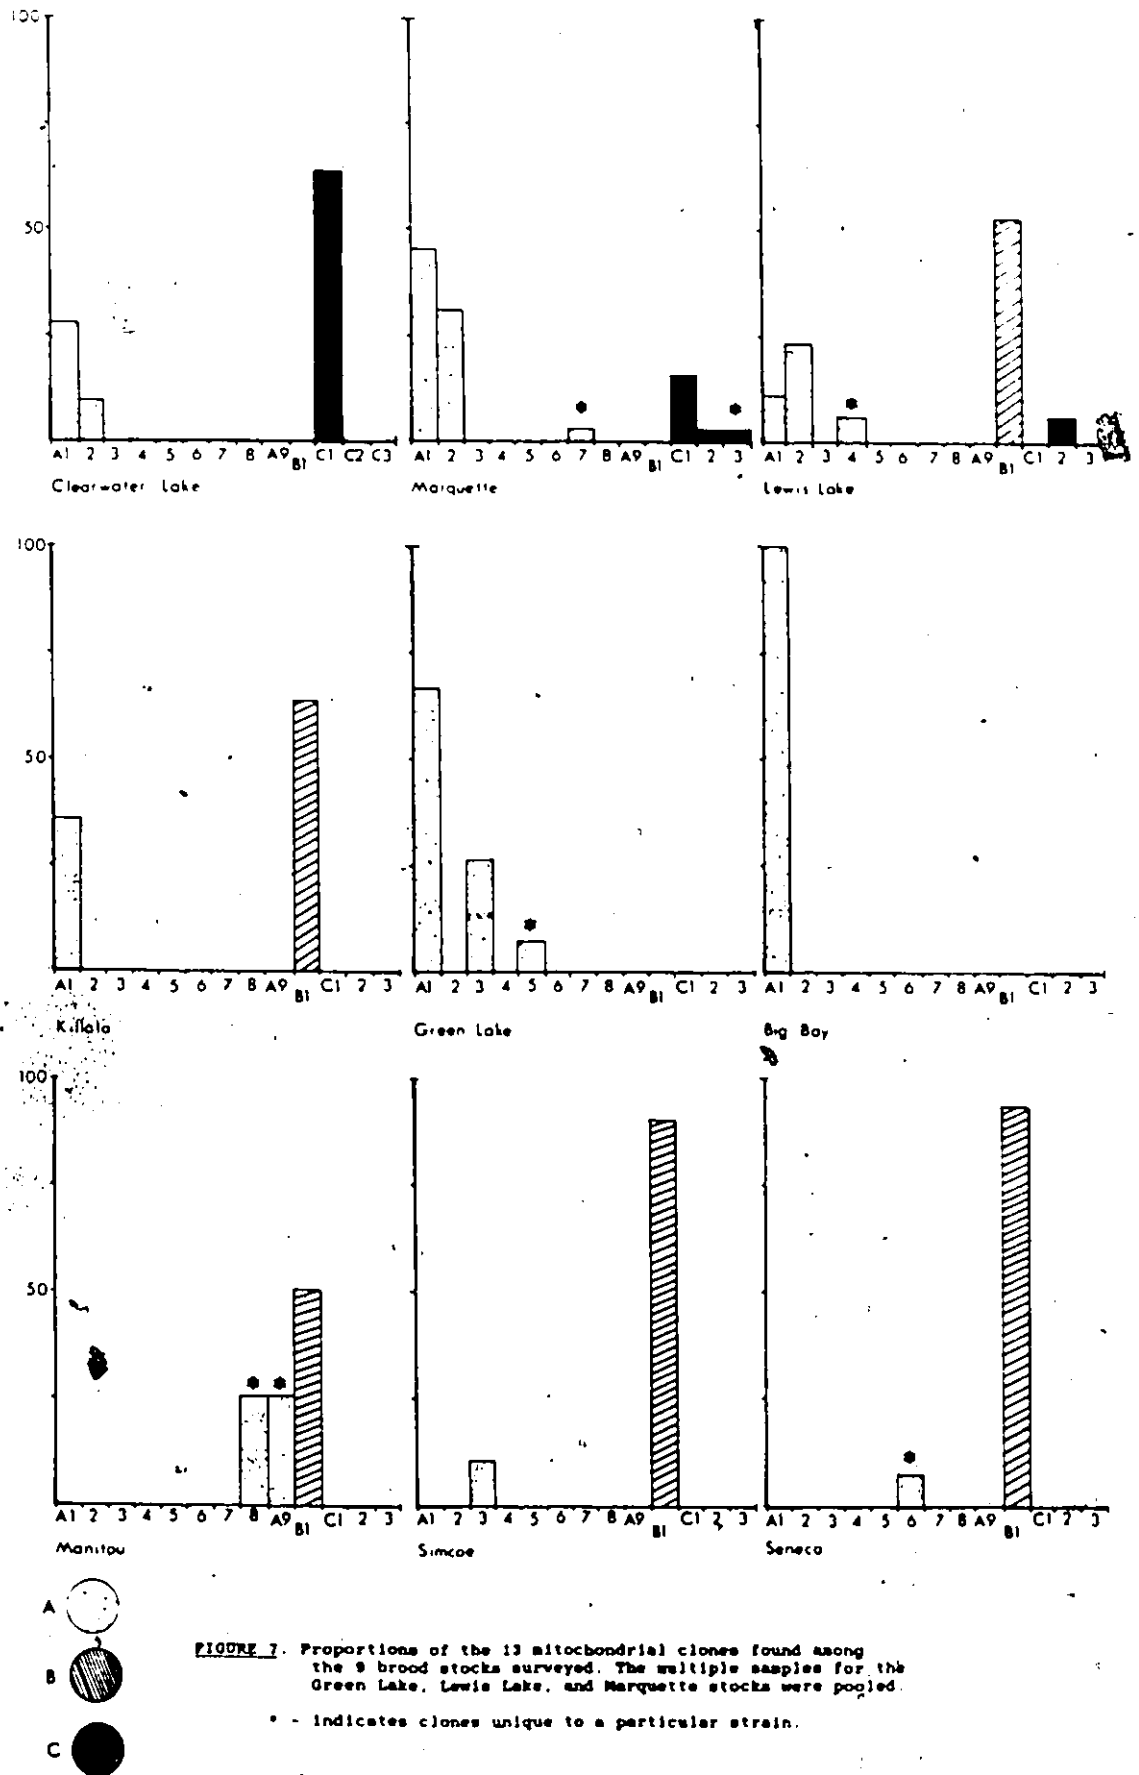 100
50
A1 2 3 4 5 6 7 8 A9 B1 C1 C2 C3
Clearwater Lake
* *
A1 2 3 4 5 6 7 8 A9 B1 C1 2 3
Marquette
*
A1 2 3 4 5 6 7 8 A9 B1 C1 2 3
Lewis Lake
100
50
A1 2 3 4 5 6 7 8 A9 B1 C1 2 3
Killala
*
A1 2 3 4 5 6 7 8 A9 B1 C1 2 3
Green Lake
A1 2 3 4 5 6 7 8 A9 B1 C1 2 3
Big Bay
100
50
* *
A1 2 3 4 5 6 7 8 A9 B1 C1 2 3
Manitou
A1 2 3 4 5 6 7 8 A9 B1 C1 2 3
Simcoe
*
A1 2 3 4 5 6 7 8 A9 B1 C1 2 3
Seneca
A
B
C
FIGURE 7. Proportions of the 13 mitochondrial clones found among
the 9 brood stocks surveyed. The multiple samples for the
Green Lake, Lewis Lake, and Marquette stocks were pooled.
* - indicates clones unique to a particular strain.